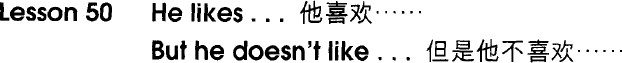 Lesson 50 He likes . . . 他喜欢……
But he doesn't like . . . 但是他不喜欢……